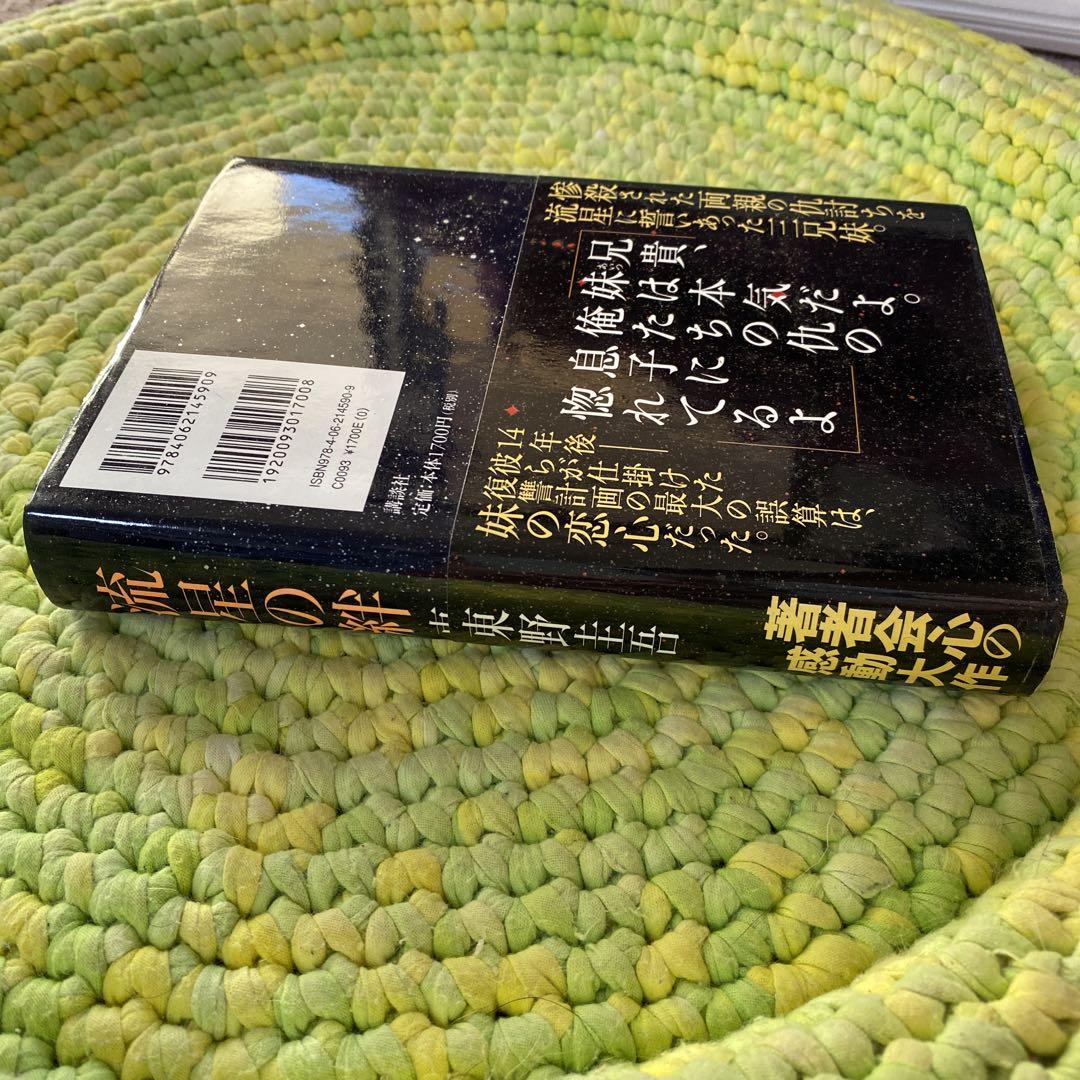 惨殺された両親の仇討ちを
流星に誓いあった三兄妹。
「兄貴、
妹は本気だよ。
俺たちの仇の
息子に
惚れてるよ」
14年後―
彼らが仕掛けた
復讐計画の最大の誤算は、
妹の恋心だった。
9784062145909
1920093017008
ISBN978-4-06-214590-9
C0093 ¥1700E(0)
講談社
定価:本体1700円(税別)
流星の絆
東野圭吾
著者会心の
感動大作